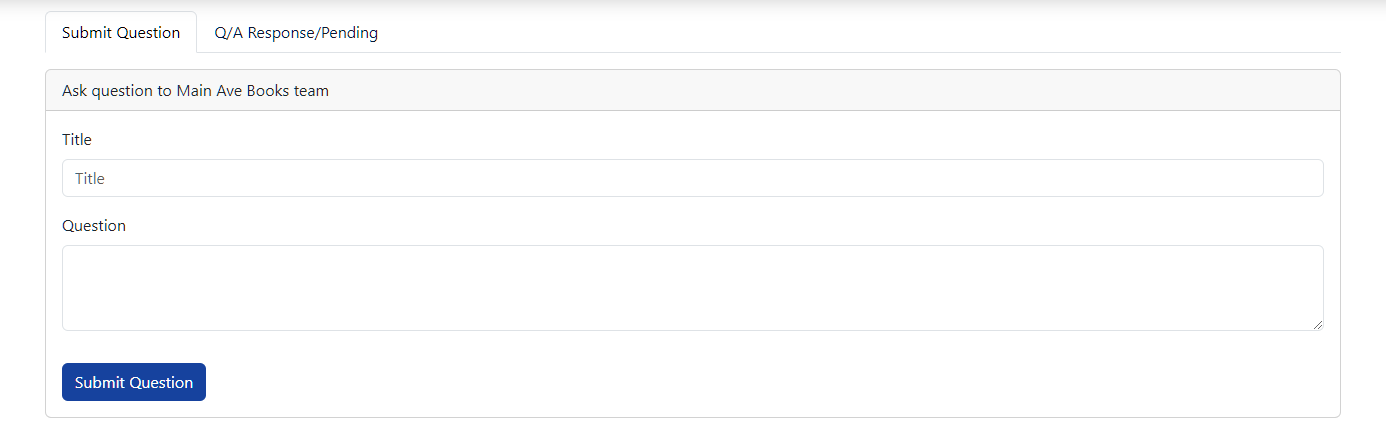 Submit Question Q/A Response/Pending
Ask question to Main Ave Books team
Title
Title
Question
Submit Question